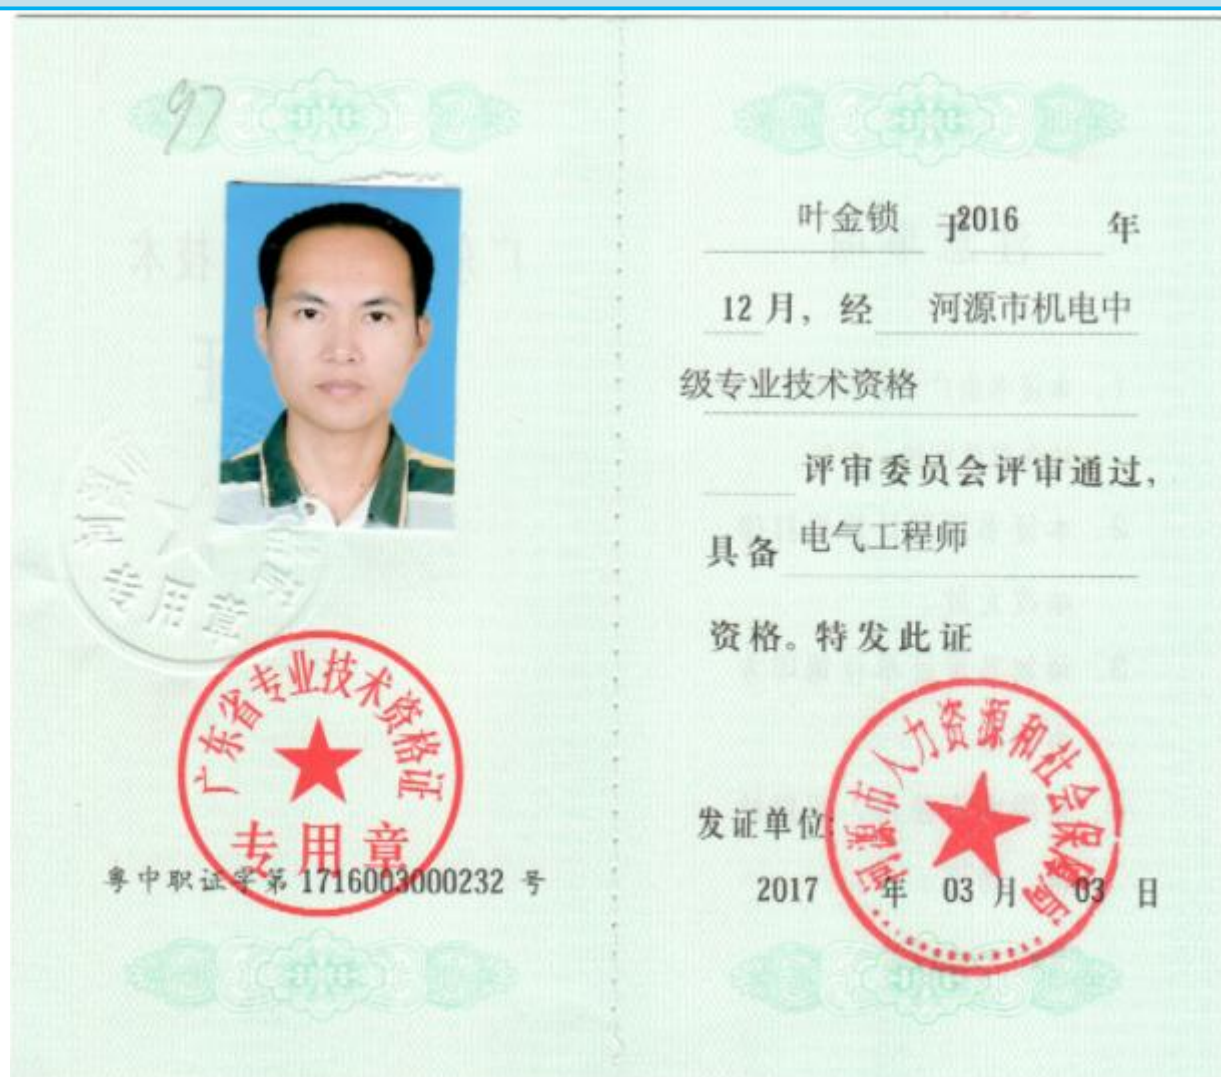 97
广东省专业技术资格证
专用章
专用章
粤中职证字第 1716003000232 号
叶金锁 于2016 年
12 月，经 河源市机电中
级专业技术资格
评审委员会评审通过，
具备 电气工程师
资格。特发此证
河源市人力资源和社会保障局
发证单位：
2017 年 03 月 03 日